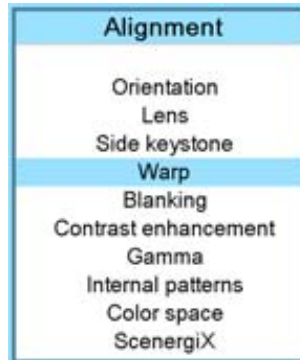 Alignment
Orientation
Lens
Side keystone
Warp
Blanking
Contrast enhancement
Gamma
Internal patterns
Color space
ScenergiX